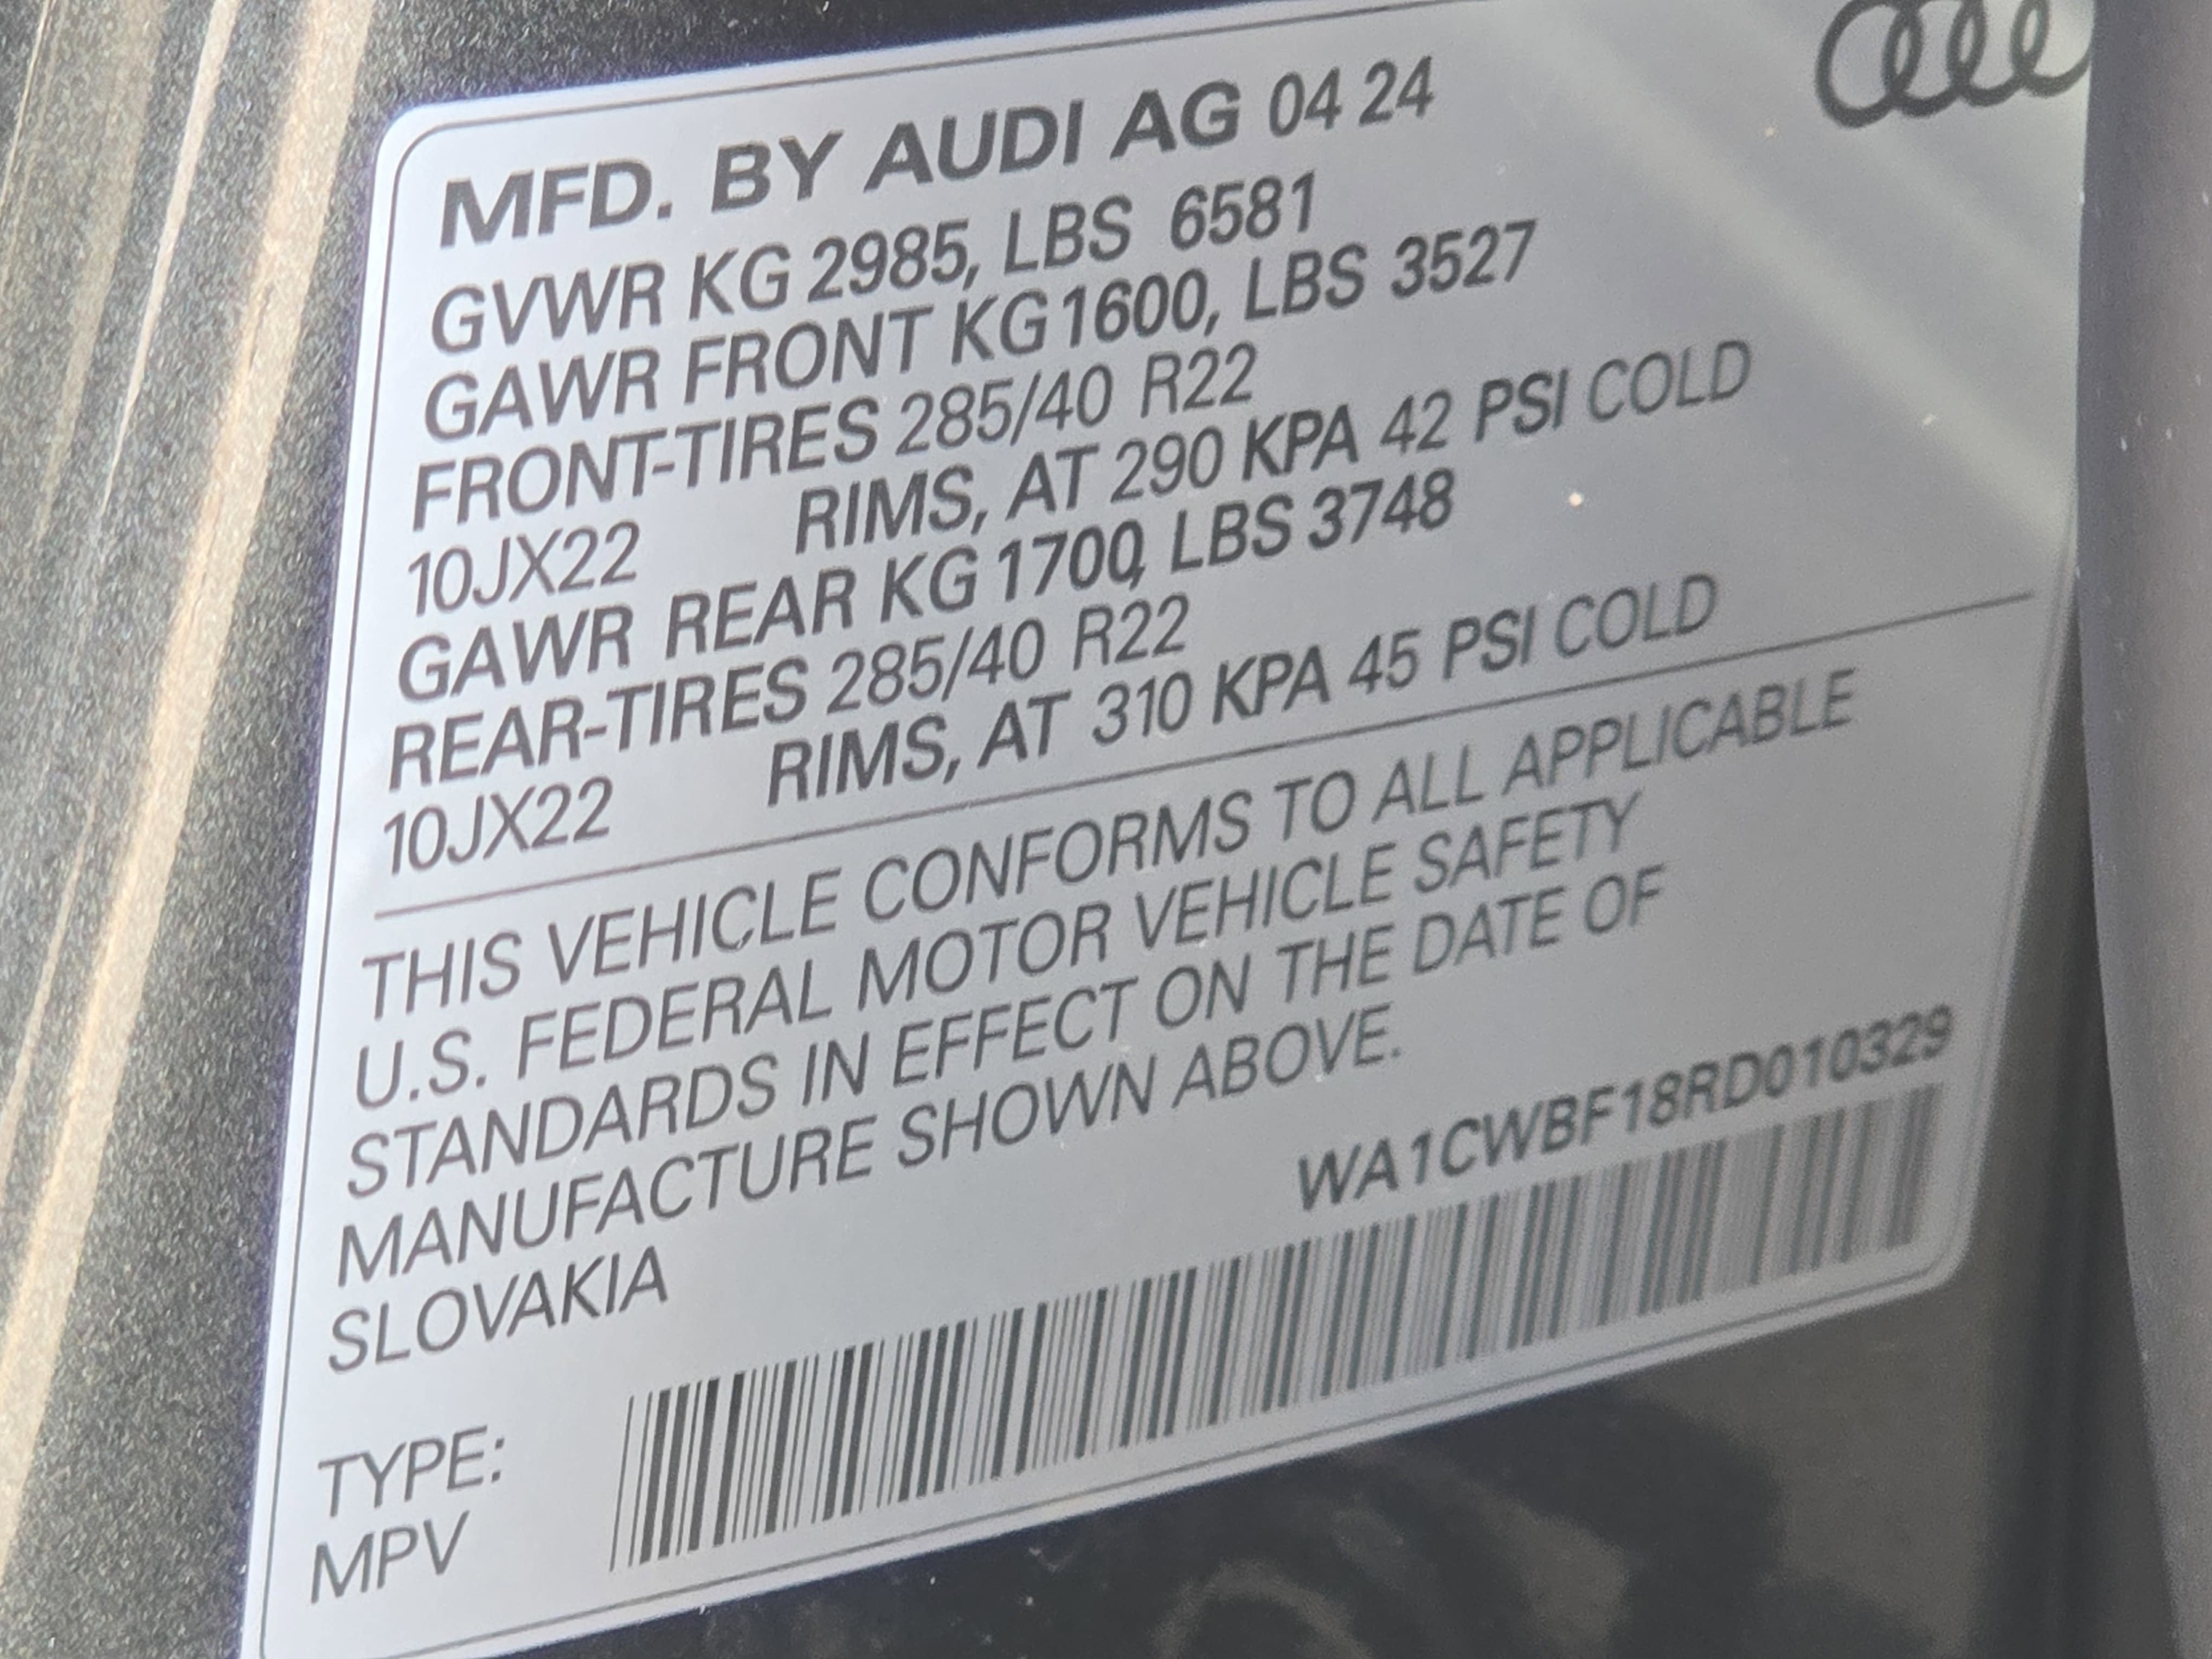 MFD. BY AUDI AG 04 24
GVWR KG 2985, LBS 6581
GAWR FRONT KG 1600, LBS 3527
FRONT-TIRES 285/40 R22
10JX22 RIMS, AT 290 KPA 42 PSI COLD
GAWR REAR KG 1700, LBS 3748
REAR-TIRES 285/40 R22
10JX22 RIMS, AT 310 KPA 45 PSI COLD
THIS VEHICLE CONFORMS TO ALL APPLICABLE
U.S. FEDERAL MOTOR VEHICLE SAFETY
STANDARDS IN EFFECT ON THE DATE OF
MANUFACTURE SHOWN ABOVE.
SLOVAKIA
WA1CWBF18RD010329
TYPE:
MPV